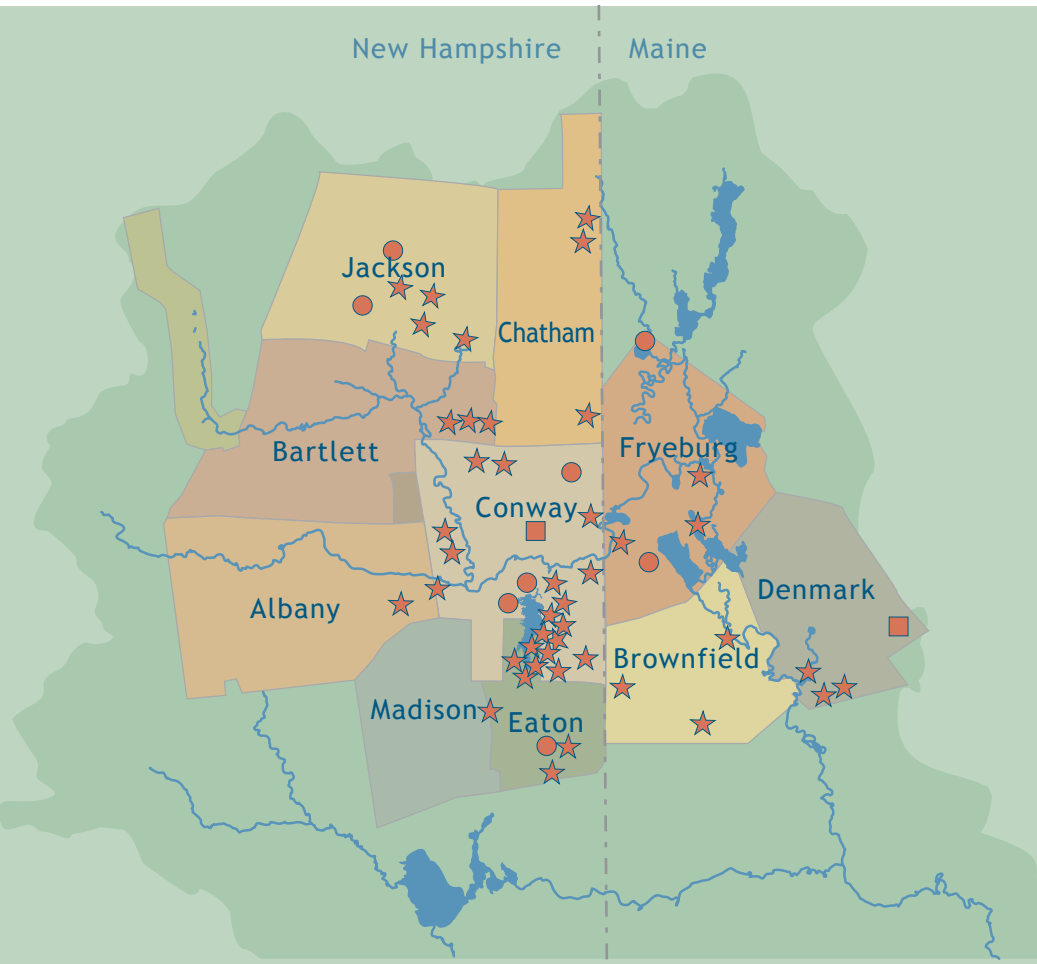 New Hampshire
Maine
Jackson
Chatham
Bartlett
Fryeburg
Conway
Albany
Denmark
Brownfield
Madison
Eaton